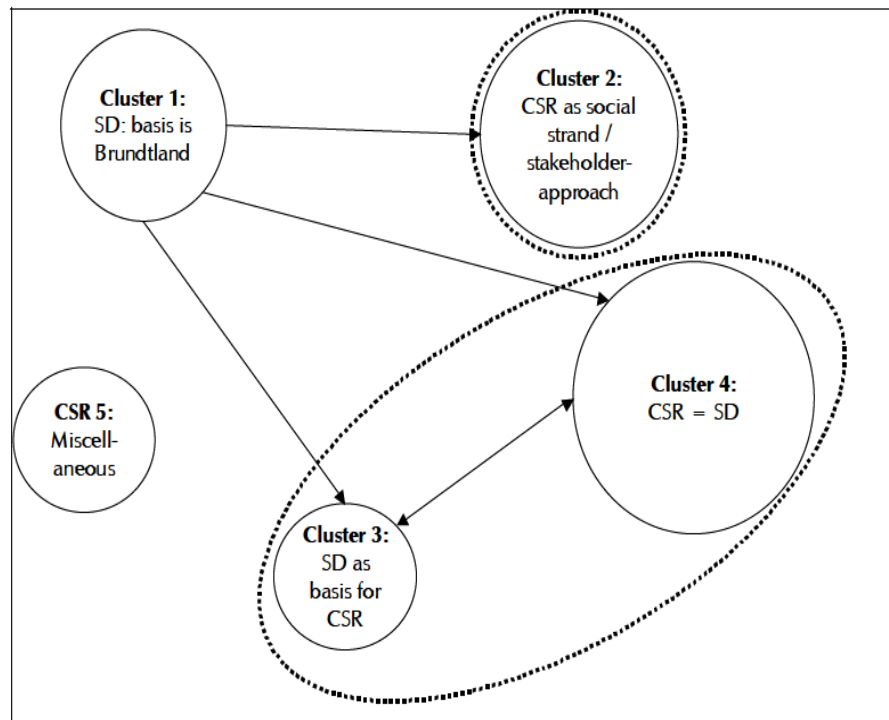 Cluster 1:
SD: basis is
Brundtland
Cluster 2:
CSR as social
strand /
stakeholder-
approach
Cluster 4:
CSR = SD
CSR 5:
Miscell-
aneous
Cluster 3:
SD as
basis for
CSR